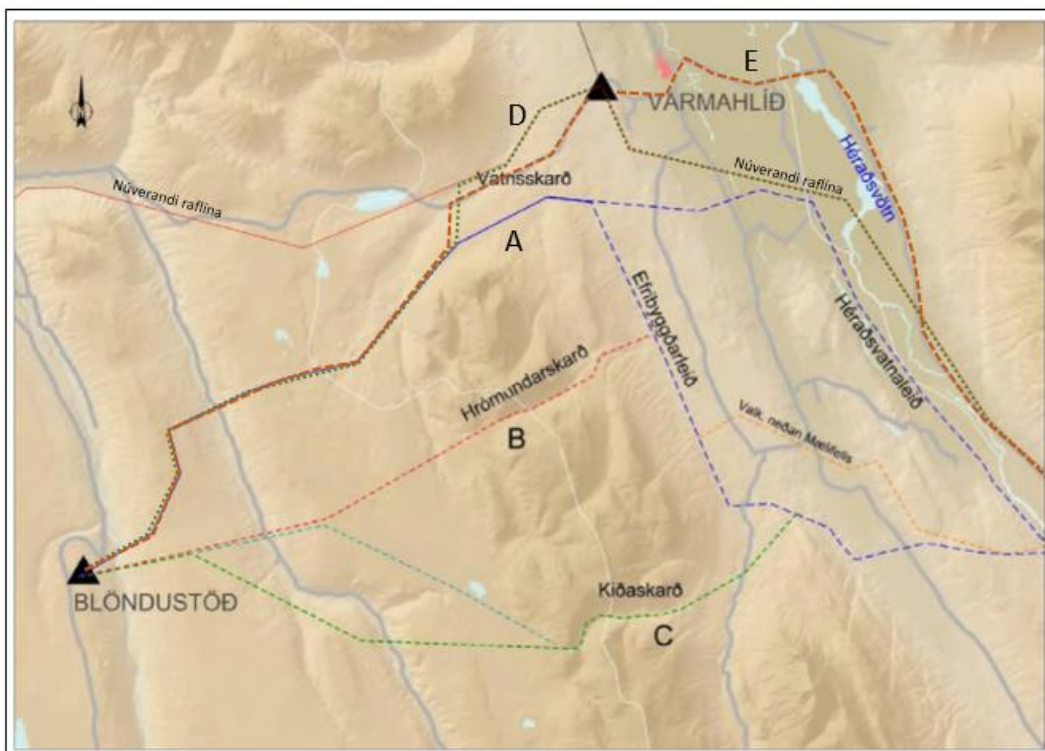 E
VARMAHLÍÐ
D
Núverandi raflína
Héraðsvötn
Vatnsskarð
Núverandi raflína
A
Efribyggðarleið
Héraðsvatnaleið
Hrómundarskarð
B
Valk. neðan Mælifells
Kiðaskarð
C
BLÖNDUSTÖÐ